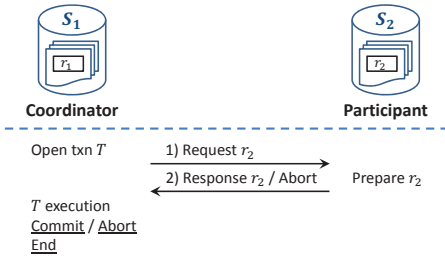 S₁ S₂
r₁ r₂
Coordinator Participant
Open txn T 1) Request r₂
2) Response r₂ / Abort Prepare r₂
T execution
Commit / Abort
End